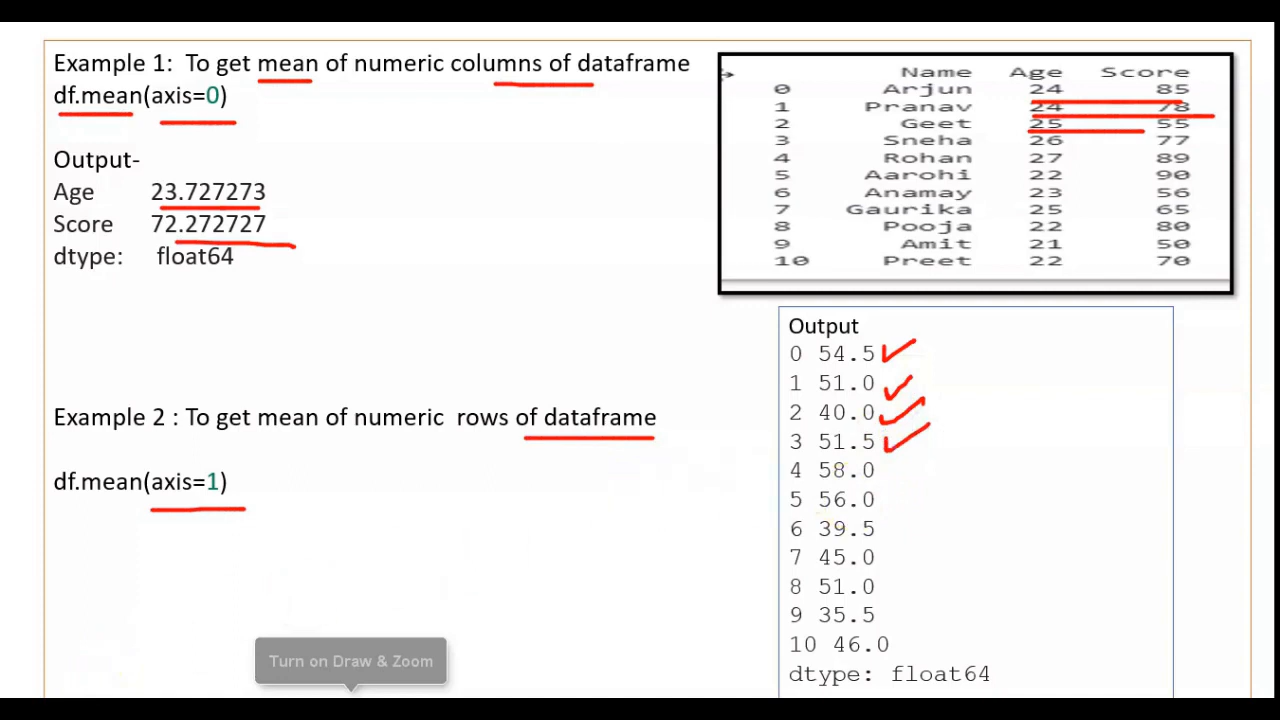 Example 1:  To get mean of numeric columns of dataframe
df.mean(axis=0)
Output-
Age 23.727273
Score 72.272727
dtype: float64
Example 2 : To get mean of numeric rows of dataframe
df.mean(axis=1)
Name Age Score
0 Arjun 24 85
1 Pranav 24 78
2 Geet 25 55
3 Sneha 26 77
4 Rohan 27 89
5 Aarohi 22 90
6 Anamay 23 56
7 Gaurika 25 65
8 Pooja 22 80
9 Amit 21 50
10 Preet 22 70
Output
0 54.5
1 51.0
2 40.0
3 51.5
4 58.0
5 56.0
6 39.5
7 45.0
8 51.0
9 35.5
10 46.0
dtype: float64
Turn on Draw & Zoom